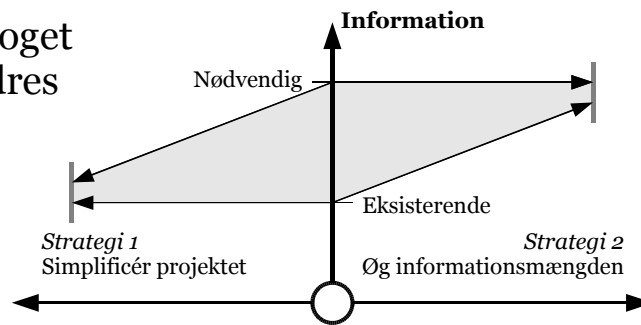 oget
dres
Information
Nødvendig
Eksisterende
Strategi 1
Simplificér projektet
Strategi 2
Øg informationsmængden